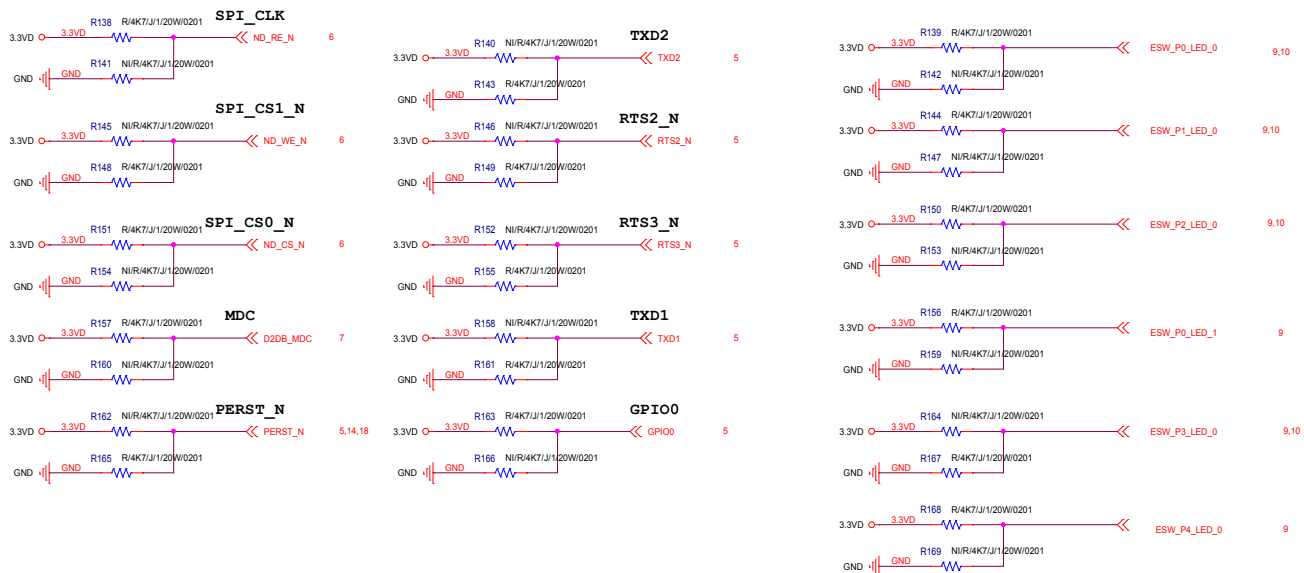 SPI_CLK
R138 R/4K7/J/1/20W/0201
3.3VD 3.3VD ND_RE_N 6
R141 NI/R/4K7/J/1/20W/0201
GND GND
SPI_CS1_N
R145 NI/R/4K7/J/1/20W/0201
3.3VD 3.3VD ND_WE_N 6
R148 R/4K7/J/1/20W/0201
GND GND
SPI_CS0_N
R151 R/4K7/J/1/20W/0201
3.3VD 3.3VD ND_CS_N 6
R154 NI/R/4K7/J/1/20W/0201
GND GND
MDC
R157 R/4K7/J/1/20W/0201
3.3VD 3.3VD D2DB_MDC 7
R160 NI/R/4K7/J/1/20W/0201
GND GND
PERST_N
R162 NI/R/4K7/J/1/20W/0201
3.3VD 3.3VD PERST_N 5,14,18
R165 R/4K7/J/1/20W/0201
GND GND
TXD2
R140 NI/R/4K7/J/1/20W/0201
3.3VD 3.3VD TXD2 5
R143 R/4K7/J/1/20W/0201
GND GND
RTS2_N
R146 NI/R/4K7/J/1/20W/0201
3.3VD 3.3VD RTS2_N 5
R149 R/4K7/J/1/20W/0201
GND GND
RTS3_N
R152 NI/R/4K7/J/1/20W/0201
3.3VD 3.3VD RTS3_N 5
R155 R/4K7/J/1/20W/0201
GND GND
TXD1
R158 NI/R/4K7/J/1/20W/0201
3.3VD 3.3VD TXD1 5
R161 R/4K7/J/1/20W/0201
GND GND
GPIO0
R163 R/4K7/J/1/20W/0201
3.3VD 3.3VD GPIO0 5
R166 NI/R/4K7/J/1/20W/0201
GND GND
R139 R/4K7/J/1/20W/0201
3.3VD 3.3VD ESW_P0_LED_0 9,10
R142 NI/R/4K7/J/1/20W/0201
GND GND
R144 R/4K7/J/1/20W/0201
3.3VD 3.3VD ESW_P1_LED_0 9,10
R147 NI/R/4K7/J/1/20W/0201
GND GND
R150 R/4K7/J/1/20W/0201
3.3VD 3.3VD ESW_P2_LED_0 9,10
R153 NI/R/4K7/J/1/20W/0201
GND GND
R156 R/4K7/J/1/20W/0201
3.3VD 3.3VD ESW_P0_LED_1 9
R159 NI/R/4K7/J/1/20W/0201
GND GND
R164 NI/R/4K7/J/1/20W/0201
3.3VD 3.3VD ESW_P3_LED_0 9,10
R167 R/4K7/J/1/20W/0201
GND GND
R168 R/4K7/J/1/20W/0201
3.3VD 3.3VD ESW_P4_LED_0 9
R169 NI/R/4K7/J/1/20W/0201
GND GND